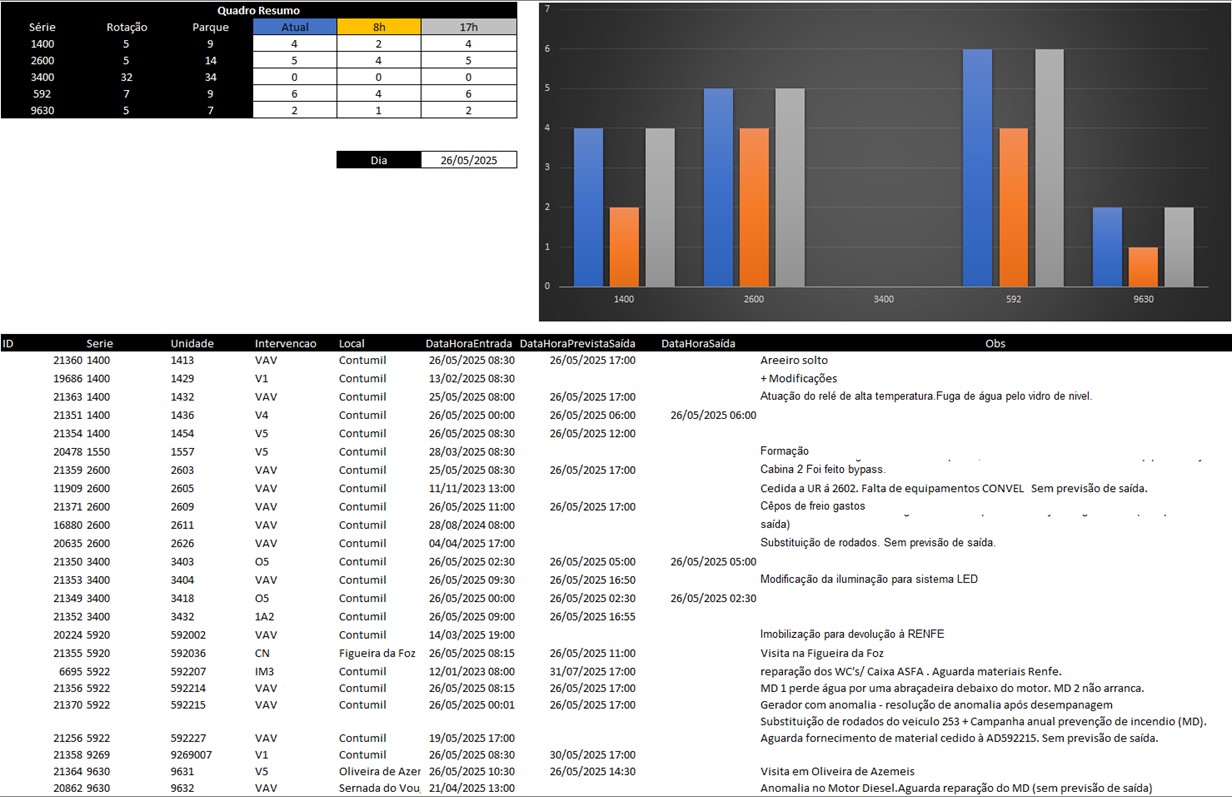 Quadro Resumo
Série Rotação Parque Atual 8h 17h
1400 5 9 4 2 4
2600 5 14 5 4 5
3400 32 34 0 0 0
592 7 9 6 4 6
9630 5 7 2 1 2
Dia 26/05/2025
7
6
5
4
3
2
1
0
1400 2600 3400 592 9630
ID Serie Unidade Intervencao Local DataHoraEntrada DataHoraPrevistaSaída DataHoraSaída Obs
21360 1400 1413 VAV Contumil 26/05/2025 08:30 26/05/2025 17:00 Areeiro solto
19686 1400 1429 V1 Contumil 13/02/2025 08:30 + Modificações
21363 1400 1432 VAV Contumil 25/05/2025 08:00 26/05/2025 17:00 Atuação do relé de alta temperatura.Fuga de água pelo vidro de nivel.
21351 1400 1436 V4 Contumil 26/05/2025 00:00 26/05/2025 06:00 26/05/2025 06:00
21354 1400 1454 V5 Contumil 26/05/2025 08:30 26/05/2025 12:00
20478 1550 1557 V5 Contumil 28/03/2025 08:30 Formação
21359 2600 2603 VAV Contumil 25/05/2025 08:30 26/05/2025 17:00 Cabina 2 Foi feito bypass.
11909 2600 2605 VAV Contumil 11/11/2023 13:00 Cedida a UR á 2602. Falta de equipamentos CONVEL Sem previsão de saída.
21371 2600 2609 VAV Contumil 26/05/2025 11:00 26/05/2025 17:00 Cêpos de freio gastos
16880 2600 2611 VAV Contumil 28/08/2024 08:00 saída)
20635 2600 2626 VAV Contumil 04/04/2025 17:00 Substituição de rodados. Sem previsão de saída.
21350 3400 3403 O5 Contumil 26/05/2025 02:30 26/05/2025 05:00 26/05/2025 05:00
21353 3400 3404 VAV Contumil 26/05/2025 09:30 26/05/2025 16:50 Modificação da iluminação para sistema LED
21349 3400 3418 O5 Contumil 26/05/2025 00:00 26/05/2025 02:30 26/05/2025 02:30
21352 3400 3432 1A2 Contumil 26/05/2025 09:00 26/05/2025 16:55
20224 5920 592002 VAV Contumil 14/03/2025 19:00 Imobilização para devolução à RENFE
21355 5920 592036 CN Figueira da Foz 26/05/2025 08:15 26/05/2025 11:00 Visita na Figueira da Foz
6695 5922 592207 IM3 Contumil 12/01/2023 08:00 31/07/2025 17:00 reparação dos WC's/ Caixa ASFA . Aguarda materiais Renfe.
21356 5922 592214 VAV Contumil 26/05/2025 08:15 26/05/2025 17:00 MD 1 perde água por uma abraçadeira debaixo do motor. MD 2 não arranca.
21370 5922 592215 VAV Contumil 26/05/2025 00:01 26/05/2025 17:00 Gerador com anomalia - resolução de anomalia após desempanagem
Substituição de rodados do veiculo 253 + Campanha anual prevenção de incendio (MD).
21256 5922 592227 VAV Contumil 19/05/2025 17:00 Aguarda fornecimento de material cedido à AD592215. Sem previsão de saída.
21358 9269 9269007 V1 Contumil 26/05/2025 08:30 30/05/2025 17:00
21364 9630 9631 V5 Oliveira de Azer 26/05/2025 10:30 26/05/2025 14:30 Visita em Oliveira de Azemeis
20862 9630 9632 VAV Sernada do Vou 21/04/2025 13:00 Anomalia no Motor Diesel.Aguarda reparação do MD (sem previsão de saída)